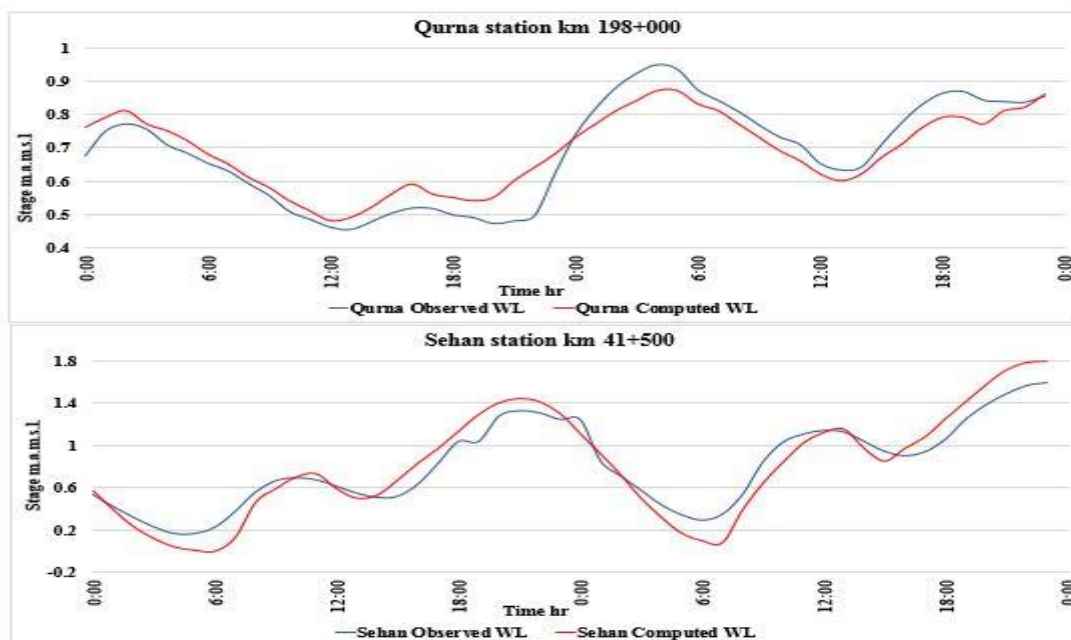 Qurna station km 198+000
Stage m.a.m.s.l
1
0.9
0.8
0.7
0.6
0.5
0.4
0:00 6:00 12:00 18:00 0:00 6:00 12:00 18:00 0:00
Time hr
Qurna Observed WL Qurna Computed WL
Sehan station km 41+500
Stage m.a.m.s.l.
1.8
1.4
1
0.6
0.2
-0.2
0:00 6:00 12:00 18:00 0:00 6:00 12:00 18:00 0:00
Time hr
Sehan Observed WL Sehan Computed WL